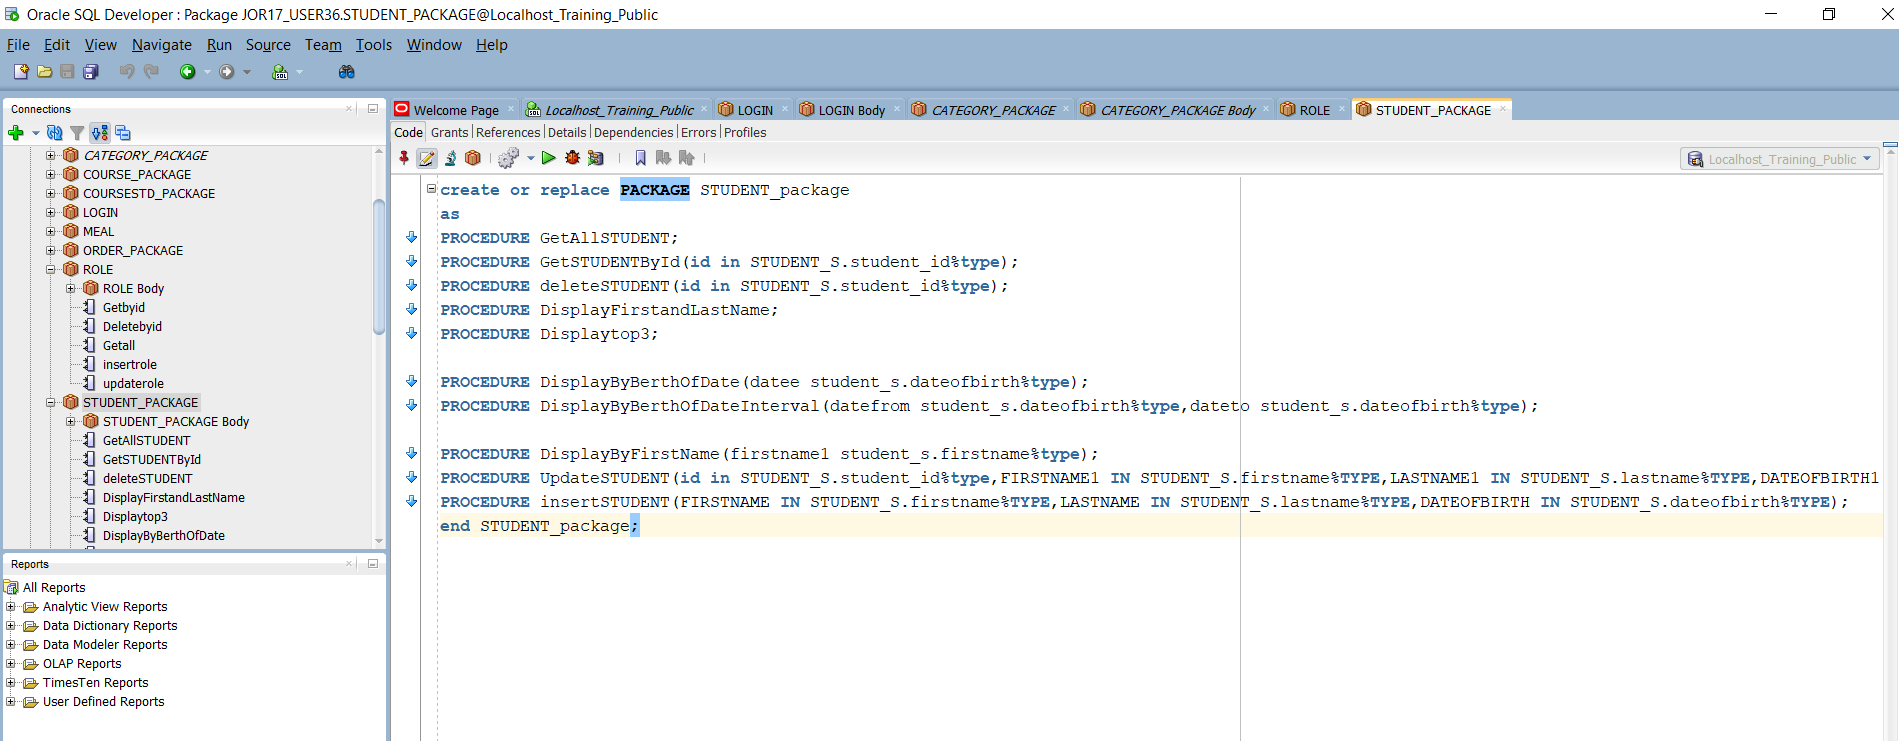 Oracle SQL Developer : Package JOR17_USER36.STUDENT_PACKAGE@Localhost_Training_Public
File Edit View Navigate Run Source Team Tools Window Help
Connections
CATEGORY_PACKAGE
COURSE_PACKAGE
COURSESTD_PACKAGE
LOGIN
MEAL
ORDER_PACKAGE
ROLE
ROLE Body
Getbyid
Deletebyid
Getall
insertrole
updaterole
STUDENT_PACKAGE
STUDENT_PACKAGE Body
GetAllSTUDENT
GetSTUDENTById
deleteSTUDENT
DisplayFirstandLastName
Displaytop3
DisplayByBerthOfDate
Reports
All Reports
Analytic View Reports
Data Dictionary Reports
Data Modeler Reports
OLAP Reports
TimesTen Reports
User Defined Reports
Welcome Page Localhost_Training_Public LOGIN LOGIN Body CATEGORY_PACKAGE CATEGORY_PACKAGE Body ROLE STUDENT_PACKAGE
Code Grants References Details Dependencies Errors Profiles
SQL
Localhost_Training_Public
create or replace PACKAGE STUDENT_package
as
PROCEDURE GetAllSTUDENT;
PROCEDURE GetSTUDENTById(id in STUDENT_S.student_id%type);
PROCEDURE deleteSTUDENT(id in STUDENT_S.student_id%type);
PROCEDURE DisplayFirstandLastName;
PROCEDURE Displaytop3;
PROCEDURE DisplayByBerthOfDate(datee student_s.dateofbirth%type);
PROCEDURE DisplayByBerthOfDateInterval(datefrom student_s.dateofbirth%type,dateto student_s.dateofbirth%type);
PROCEDURE DisplayByFirstName(firstname1 student_s.firstname%type);
PROCEDURE UpdateSTUDENT(id in STUDENT_S.student_id%type,FIRSTNAME1 IN STUDENT_S.firstname%TYPE,LASTNAME1 IN STUDENT_S.lastname%TYPE,DATEOFBIRTH1
PROCEDURE insertSTUDENT(FIRSTNAME IN STUDENT_S.firstname%TYPE,LASTNAME IN STUDENT_S.lastname%TYPE,DATEOFBIRTH IN STUDENT_S.dateofbirth%TYPE);
end STUDENT_package;